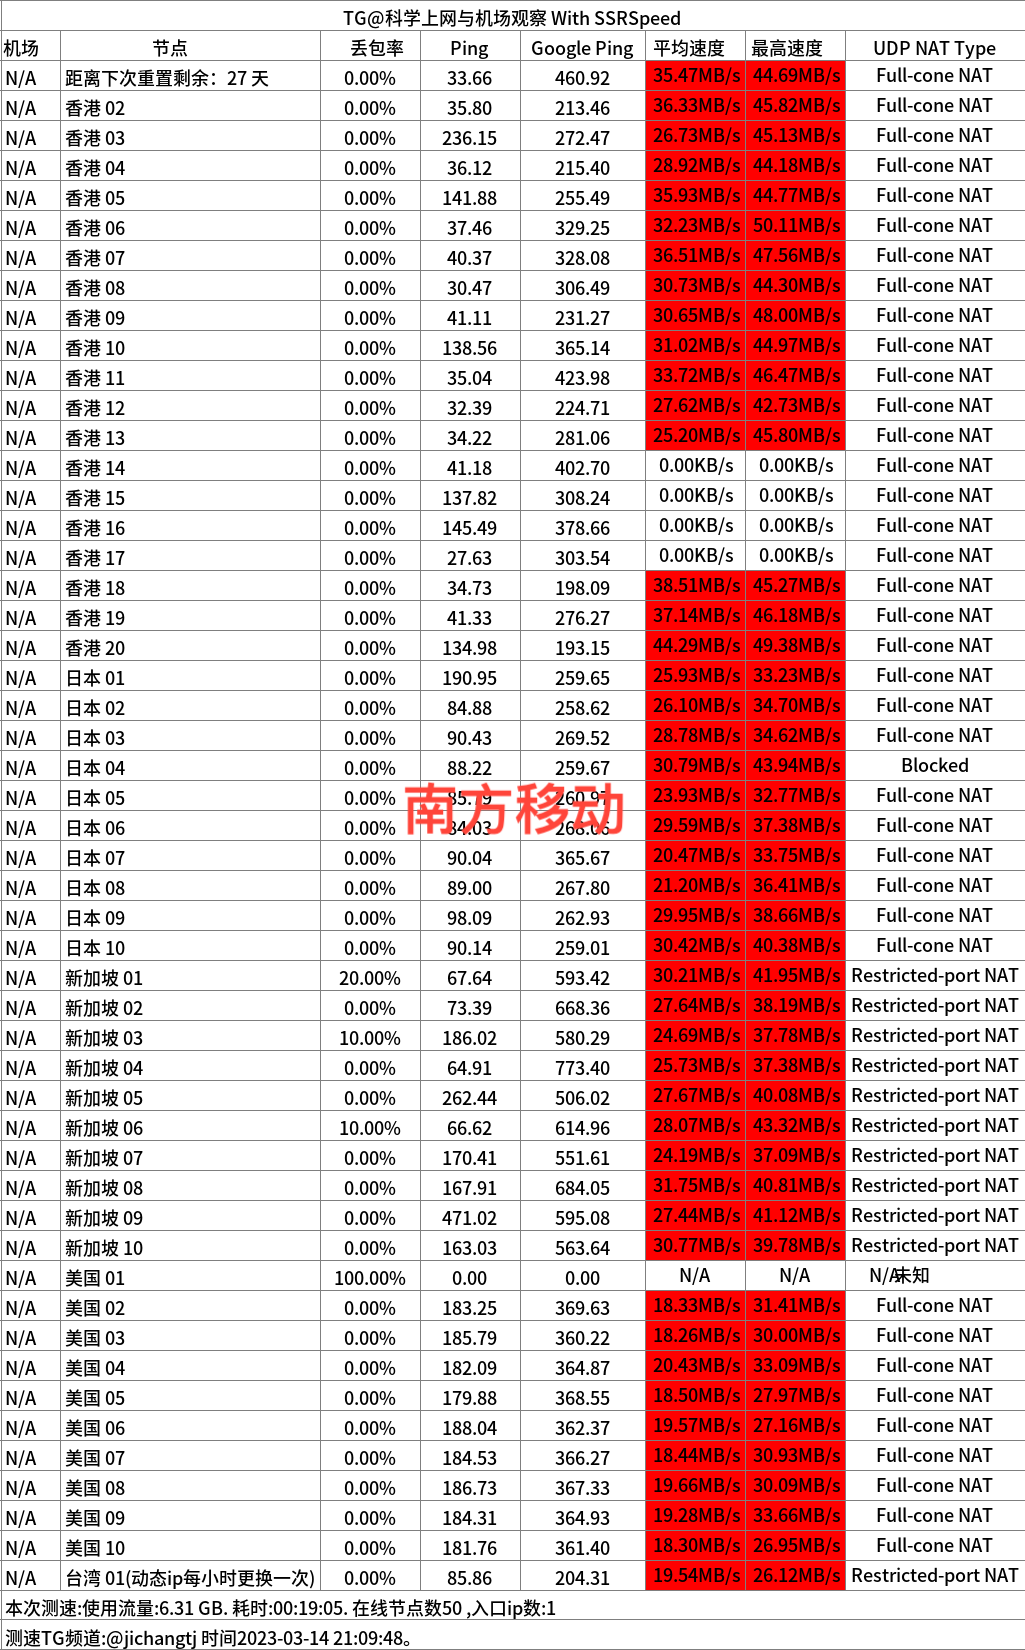 TG@科学上网与机场观察 With SSRSpeed
机场 节点 丢包率 Ping Google Ping 平均速度 最高速度 UDP NAT Type
N/A 距离下次重置剩余：27 天 0.00% 33.66 460.92 35.47MB/s 44.69MB/s Full-cone NAT
N/A 香港 02 0.00% 35.80 213.46 36.33MB/s 45.82MB/s Full-cone NAT
N/A 香港 03 0.00% 236.15 272.47 26.73MB/s 45.13MB/s Full-cone NAT
N/A 香港 04 0.00% 36.12 215.40 28.92MB/s 44.18MB/s Full-cone NAT
N/A 香港 05 0.00% 141.88 255.49 35.93MB/s 44.77MB/s Full-cone NAT
N/A 香港 06 0.00% 37.46 329.25 32.23MB/s 50.11MB/s Full-cone NAT
N/A 香港 07 0.00% 40.37 328.08 36.51MB/s 47.56MB/s Full-cone NAT
N/A 香港 08 0.00% 30.47 306.49 30.73MB/s 44.30MB/s Full-cone NAT
N/A 香港 09 0.00% 41.11 231.27 30.65MB/s 48.00MB/s Full-cone NAT
N/A 香港 10 0.00% 138.56 365.14 31.02MB/s 44.97MB/s Full-cone NAT
N/A 香港 11 0.00% 35.04 423.98 33.72MB/s 46.47MB/s Full-cone NAT
N/A 香港 12 0.00% 32.39 224.71 27.62MB/s 42.73MB/s Full-cone NAT
N/A 香港 13 0.00% 34.22 281.06 25.20MB/s 45.80MB/s Full-cone NAT
N/A 香港 14 0.00% 41.18 402.70 0.00KB/s 0.00KB/s Full-cone NAT
N/A 香港 15 0.00% 137.82 308.24 0.00KB/s 0.00KB/s Full-cone NAT
N/A 香港 16 0.00% 145.49 378.66 0.00KB/s 0.00KB/s Full-cone NAT
N/A 香港 17 0.00% 27.63 303.54 0.00KB/s 0.00KB/s Full-cone NAT
N/A 香港 18 0.00% 34.73 198.09 38.51MB/s 45.27MB/s Full-cone NAT
N/A 香港 19 0.00% 41.33 276.27 37.14MB/s 46.18MB/s Full-cone NAT
N/A 香港 20 0.00% 134.98 193.15 44.29MB/s 49.38MB/s Full-cone NAT
N/A 日本 01 0.00% 190.95 259.65 25.93MB/s 33.23MB/s Full-cone NAT
N/A 日本 02 0.00% 84.88 258.62 26.10MB/s 34.70MB/s Full-cone NAT
N/A 日本 03 0.00% 90.43 269.52 28.78MB/s 34.62MB/s Full-cone NAT
N/A 日本 04 0.00% 88.22 259.67 30.79MB/s 43.94MB/s Blocked
N/A 日本 05 0.00% 23.93MB/s 32.77MB/s Full-cone NAT
南方移动
N/A 日本 06 0.00% 29.59MB/s 37.38MB/s Full-cone NAT
N/A 日本 07 0.00% 90.04 365.67 20.47MB/s 33.75MB/s Full-cone NAT
N/A 日本 08 0.00% 89.00 267.80 21.20MB/s 36.41MB/s Full-cone NAT
N/A 日本 09 0.00% 98.09 262.93 29.95MB/s 38.66MB/s Full-cone NAT
N/A 日本 10 0.00% 90.14 259.01 30.42MB/s 40.38MB/s Full-cone NAT
N/A 新加坡 01 20.00% 67.64 593.42 30.21MB/s 41.95MB/s Restricted-port NAT
N/A 新加坡 02 0.00% 73.39 668.36 27.64MB/s 38.19MB/s Restricted-port NAT
N/A 新加坡 03 10.00% 186.02 580.29 24.69MB/s 37.78MB/s Restricted-port NAT
N/A 新加坡 04 0.00% 64.91 773.40 25.73MB/s 37.38MB/s Restricted-port NAT
N/A 新加坡 05 0.00% 262.44 506.02 27.67MB/s 40.08MB/s Restricted-port NAT
N/A 新加坡 06 10.00% 66.62 614.96 28.07MB/s 43.32MB/s Restricted-port NAT
N/A 新加坡 07 0.00% 170.41 551.61 24.19MB/s 37.09MB/s Restricted-port NAT
N/A 新加坡 08 0.00% 167.91 684.05 31.75MB/s 40.81MB/s Restricted-port NAT
N/A 新加坡 09 0.00% 471.02 595.08 27.44MB/s 41.12MB/s Restricted-port NAT
N/A 新加坡 10 0.00% 163.03 563.64 30.77MB/s 39.78MB/s Restricted-port NAT
N/A 美国 01 100.00% 0.00 0.00 N/A N/A N/A未知
N/A 美国 02 0.00% 183.25 369.63 18.33MB/s 31.41MB/s Full-cone NAT
N/A 美国 03 0.00% 185.79 360.22 18.26MB/s 30.00MB/s Full-cone NAT
N/A 美国 04 0.00% 182.09 364.87 20.43MB/s 33.09MB/s Full-cone NAT
N/A 美国 05 0.00% 179.88 368.55 18.50MB/s 27.97MB/s Full-cone NAT
N/A 美国 06 0.00% 188.04 362.37 19.57MB/s 27.16MB/s Full-cone NAT
N/A 美国 07 0.00% 184.53 366.27 18.44MB/s 30.93MB/s Full-cone NAT
N/A 美国 08 0.00% 186.73 367.33 19.66MB/s 30.09MB/s Full-cone NAT
N/A 美国 09 0.00% 184.31 364.93 19.28MB/s 33.66MB/s Full-cone NAT
N/A 美国 10 0.00% 181.76 361.40 18.30MB/s 26.95MB/s Full-cone NAT
N/A 台湾 01(动态ip每小时更换一次) 0.00% 85.86 204.31 19.54MB/s 26.12MB/s Restricted-port NAT
本次测速:使用流量:6.31 GB. 耗时:00:19:05. 在线节点数50 ,入口ip数:1
测速TG频道:@jichangtj 时间2023-03-14 21:09:48。